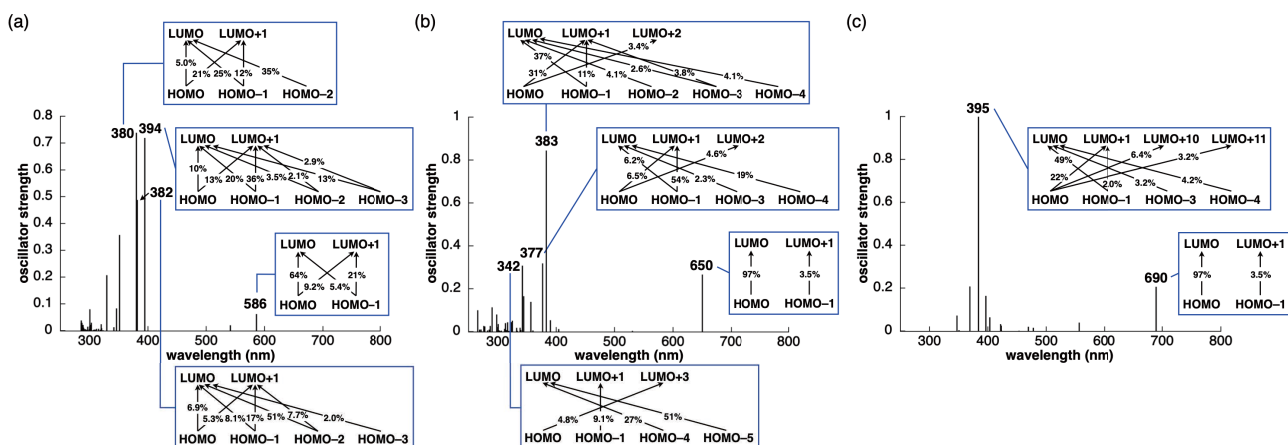 (a)
LUMO LUMO+1
5.0% 21% 25% 12% 35%
HOMO HOMO–1 HOMO–2
oscillator strength
0.8
0.7
0.6
0.5
0.4
0.3
0.2
0.1
0
380 394
382
LUMO LUMO+1
10% 13% 20% 36% 3.5% 2.1% 13% 2.9%
HOMO HOMO–1 HOMO–2 HOMO–3
LUMO LUMO+1
64% 21%
9.2% 5.4%
HOMO HOMO–1
586
300 400 500 600 700 800
wavelength (nm)
LUMO LUMO+1
6.9% 5.3% 8.1% 17% 51% 7.7% 2.0%
HOMO HOMO–1 HOMO–2 HOMO–3
(b)
LUMO LUMO+1 LUMO+2
3.4%
37% 2.6% 3.8%
31% 11% 4.1% 4.1%
HOMO HOMO–1 HOMO–2 HOMO–3 HOMO–4
oscillator strength
1
0.8
0.6
0.4
0.2
0
383
LUMO LUMO+1 LUMO+2
6.2% 4.6%
6.5% 54% 2.3% 19%
HOMO HOMO–1 HOMO–3 HOMO–4
377
342
650
LUMO LUMO+1
97% 3.5%
HOMO HOMO–1
300 400 500 600 700 800
wavelength (nm)
LUMO LUMO+1 LUMO+3
4.8% 9.1% 27% 51%
HOMO HOMO–1 HOMO–4 HOMO–5
(c)
oscillator strength
1
0.8
0.6
0.4
0.2
0
395
LUMO LUMO+1 LUMO+10 LUMO+11
49% 6.4% 3.2%
22% 2.0% 3.2% 4.2%
HOMO HOMO–1 HOMO–3 HOMO–4
690
LUMO LUMO+1
97% 3.5%
HOMO HOMO–1
300 400 500 600 700 800
wavelength (nm)